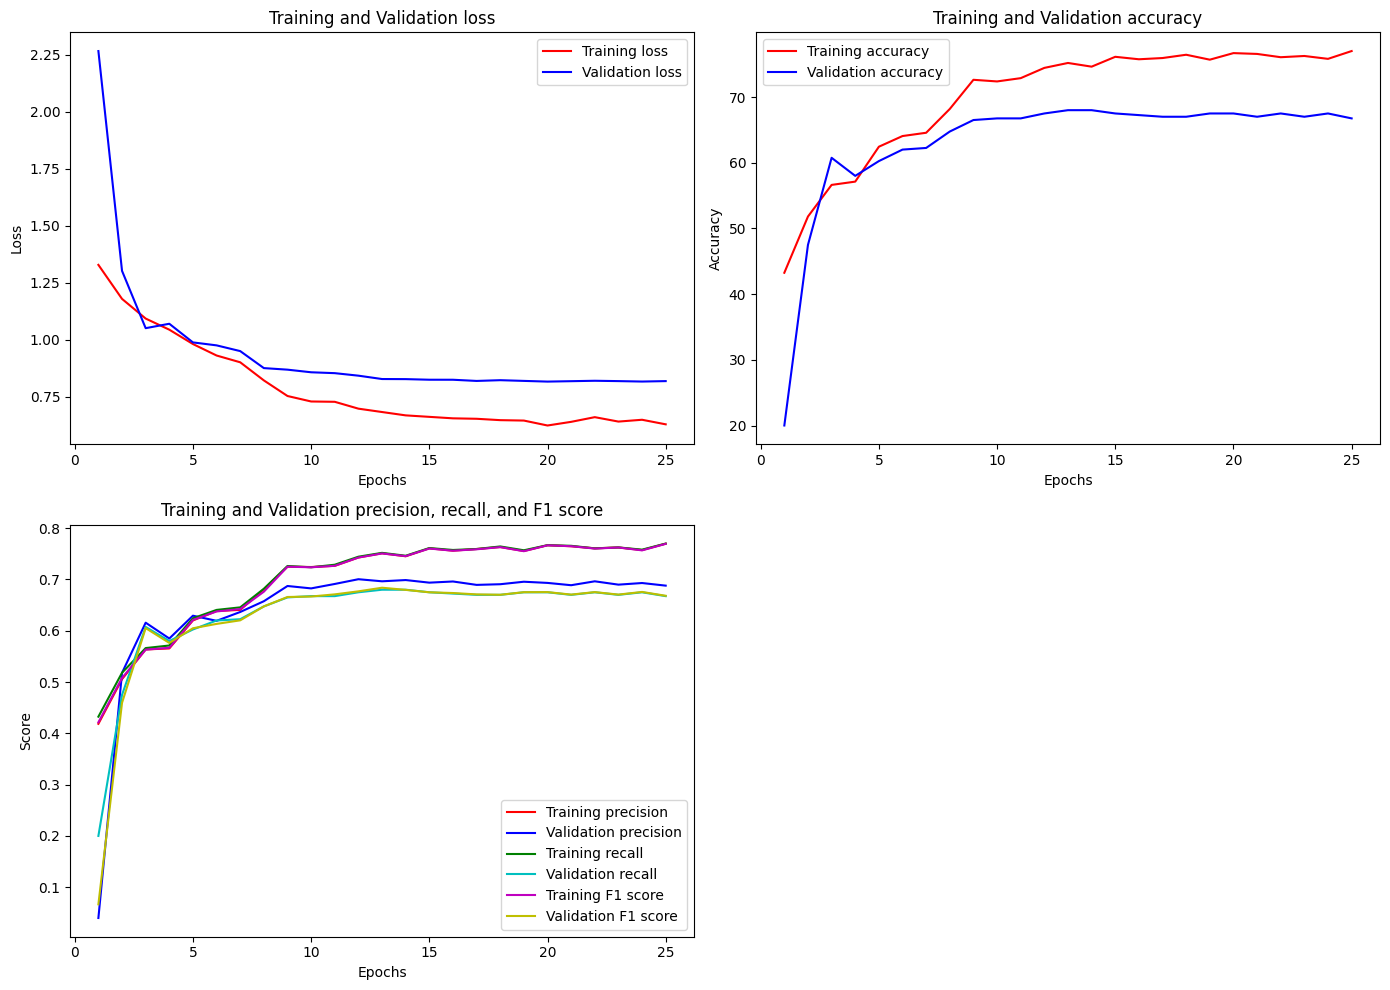 Training and Validation loss
Training loss
Validation loss
2.25
2.00
1.75
1.50
1.25
1.00
0.75
Loss
0
5
10
15
20
25
Epochs
Training and Validation accuracy
Training accuracy
Validation accuracy
70
60
50
40
30
20
Accuracy
0
5
10
15
20
25
Epochs
Training and Validation precision, recall, and F1 score
0.8
0.7
0.6
0.5
0.4
0.3
0.2
0.1
Score
Training precision
Validation precision
Training recall
Validation recall
Training F1 score
Validation F1 score
0
5
10
15
20
25
Epochs